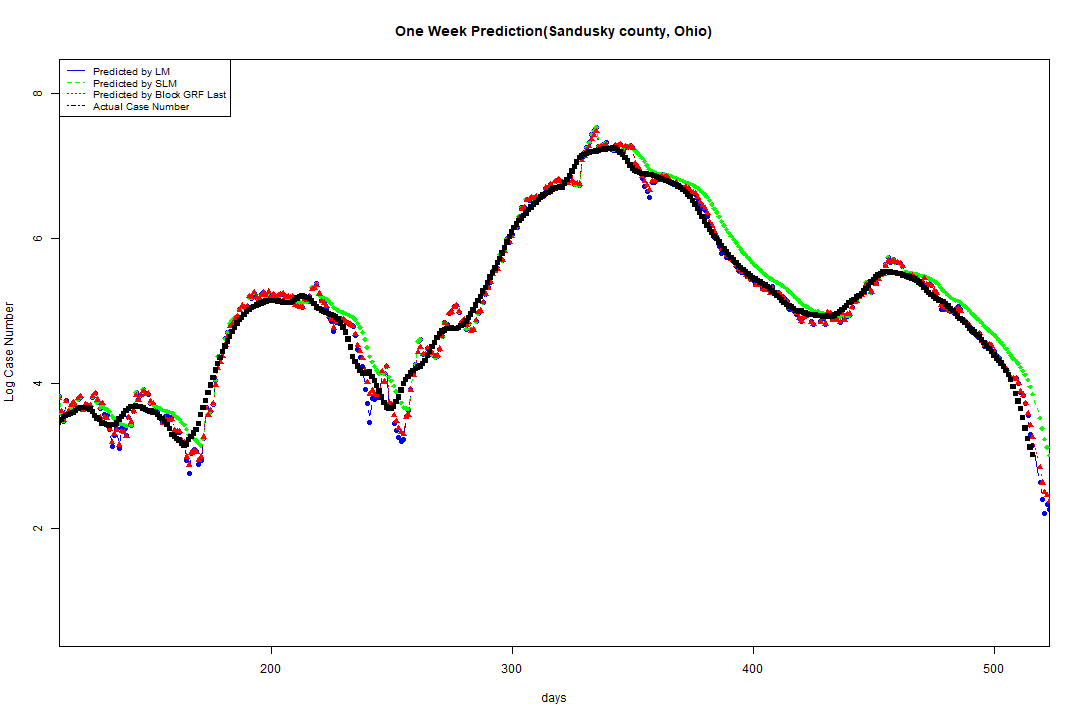 One Week Prediction(Sandusky county, Ohio)
Predicted by LM
Predicted by SLM
Predicted by Block GRF Last
Actual Case Number
8
6
4
2
Log Case Number
200
300
400
500
days